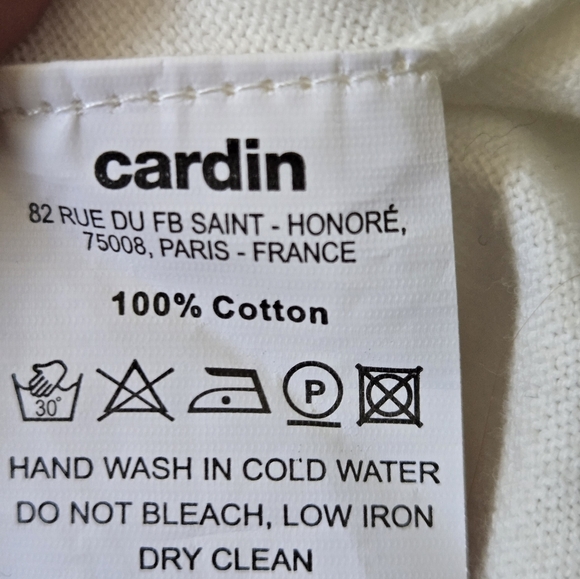 cardin
82 RUE DU FB SAINT - HONORÉ,
75008, PARIS - FRANCE
100% Cotton
30° P
HAND WASH IN COLD WATER
DO NOT BLEACH, LOW IRON
DRY CLEAN